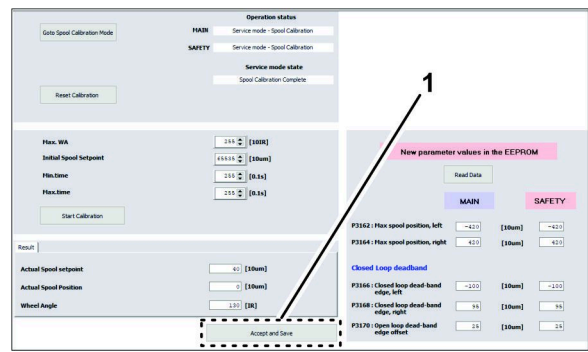 Operation status
Goto Spool Calibration Mode
MAIN Service mode - Spool Calibration
SAFETY Service mode - Spool Calibration
Service mode state
Spool Calibration Complete
Reset Calibration
1
Max. WA 255 [10IR]
Initial Spool Setpoint 65535 [10um]
Min.time 255 [0.1s]
Max.time 255 [0.1s]
Start Calibration
Result
Actual Spool setpoint 40 [10um]
Actual Spool Position 0 [10um]
Wheel Angle 130 [IR]
Accept and Save
New parameter values in the EEPROM
Read Data
MAIN SAFETY
P3162 : Max spool position, left -420 [10um] -420
P3164 : Max spool position, right 420 [10um] 420
Closed Loop deadband
P3166 : Closed loop dead-band -100 [10um] -100
edge, left
P3168 : Closed loop dead-band 95 [10um] 95
edge, right
P3170 : Open loop dead-band 25 [10um] 25
edge offset